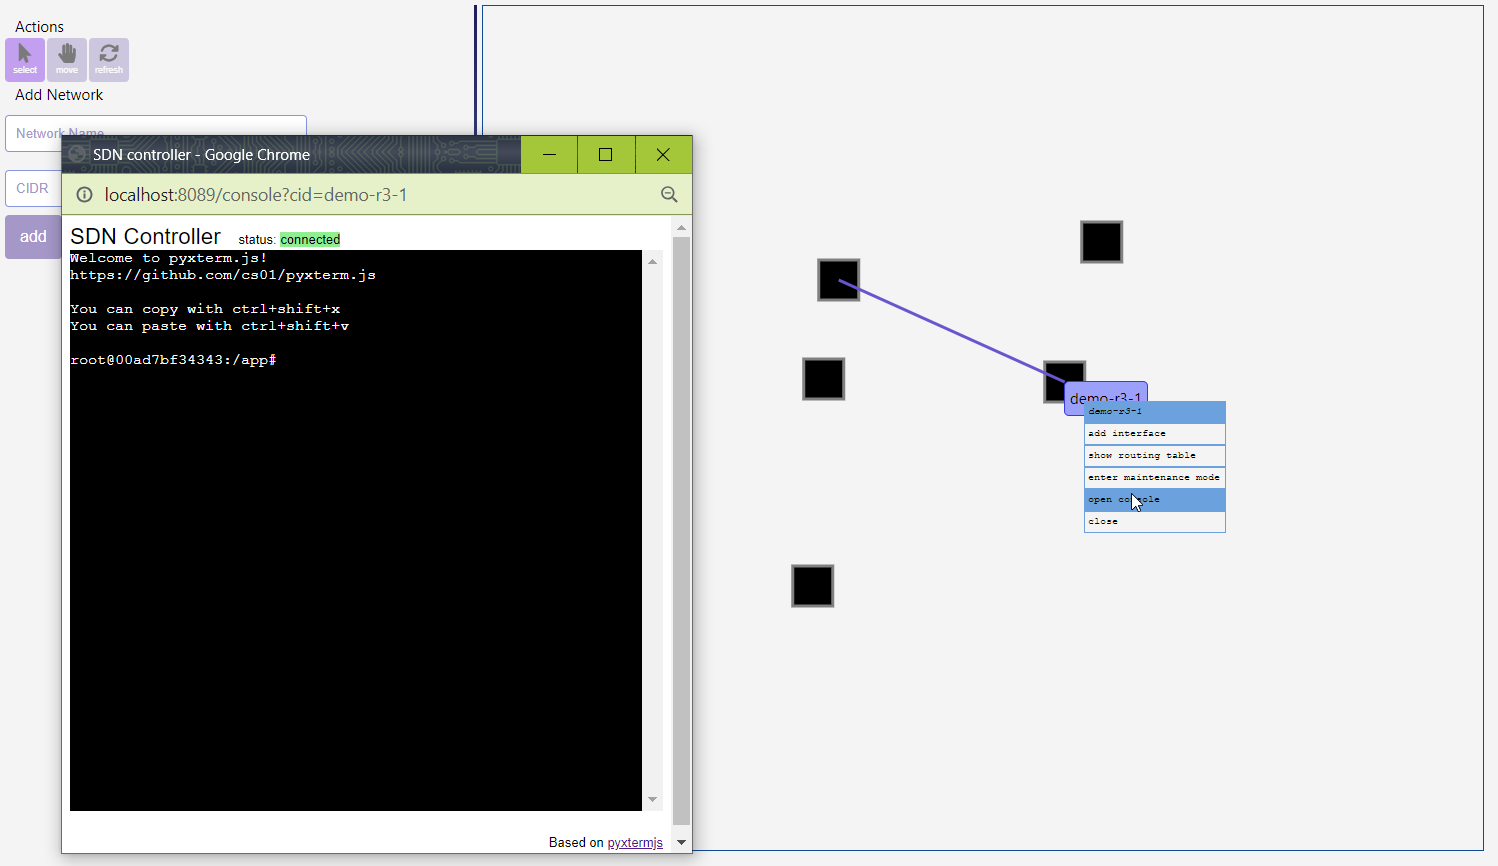 Actions
select
move
refresh
Add Network
Network Name
CIDR
add
SDN controller - Google Chrome
localhost:8089/console?cid=demo-r3-1
SDN Controller status: connected
Welcome to pyxterm.js!
https://github.com/cs01/pyxterm.js
You can copy with ctrl+shift+x
You can paste with ctrl+shift+v
root@00ad7bf34343:/app#
Based on pyxtermjs
demo-r3-1
demo-r3-1
add interface
show routing table
enter maintenance mode
open console
close